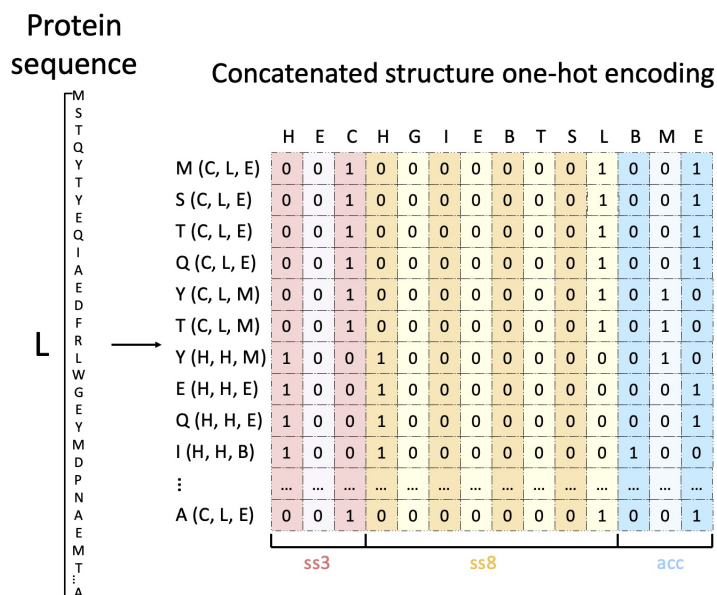 Protein
sequence
Concatenated structure one-hot encoding
M
S
T
Q
Y
T
Y
E
Q
I
A
E
D
F
R
L
W
G
E
Y
M
D
P
N
A
E
M
T
...
A
L
H E C H G I E B T S L B M E
M (C, L, E) 0 0 1 0 0 0 0 0 0 0 1 0 0 1
S (C, L, E) 0 0 1 0 0 0 0 0 0 0 1 0 0 1
T (C, L, E) 0 0 1 0 0 0 0 0 0 0 1 0 0 1
Q (C, L, E) 0 0 1 0 0 0 0 0 0 0 1 0 0 1
Y (C, L, M) 0 0 1 0 0 0 0 0 0 0 1 0 1 0
T (C, L, M) 0 0 1 0 0 0 0 0 0 0 1 0 1 0
Y (H, H, M) 1 0 0 1 0 0 0 0 0 0 0 0 1 0
E (H, H, E) 1 0 0 1 0 0 0 0 0 0 0 0 0 1
Q (H, H, E) 1 0 0 1 0 0 0 0 0 0 0 0 0 1
I (H, H, B) 1 0 0 1 0 0 0 0 0 0 0 1 0 0
⋮ ... ... ... ... ... ... ... ... ... ... ... ... ... ...
A (C, L, E) 0 0 1 0 0 0 0 0 0 0 1 0 0 1
ss3 ss8 acc